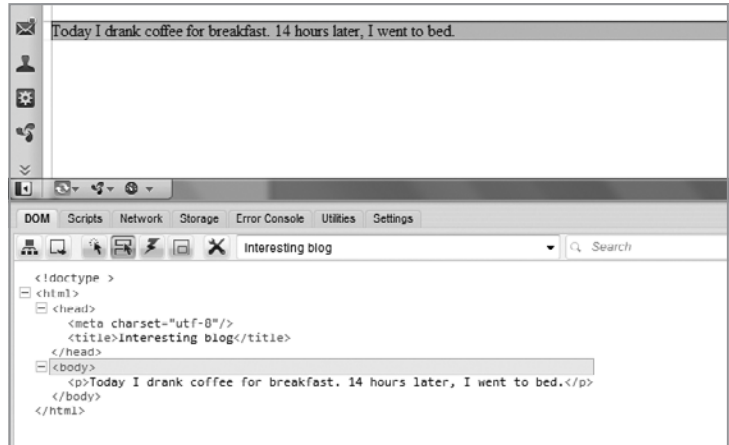 Today I drank coffee for breakfast. 14 hours later, I went to bed.
DOM Scripts Network Storage Error Console Utilities Settings
Interesting blog Search
<!doctype >
<html>
<head>
<meta charset="utf-8"/>
<title>Interesting blog</title>
</head>
<body>
<p>Today I drank coffee for breakfast. 14 hours later, I went to bed.</p>
</body>
</html>